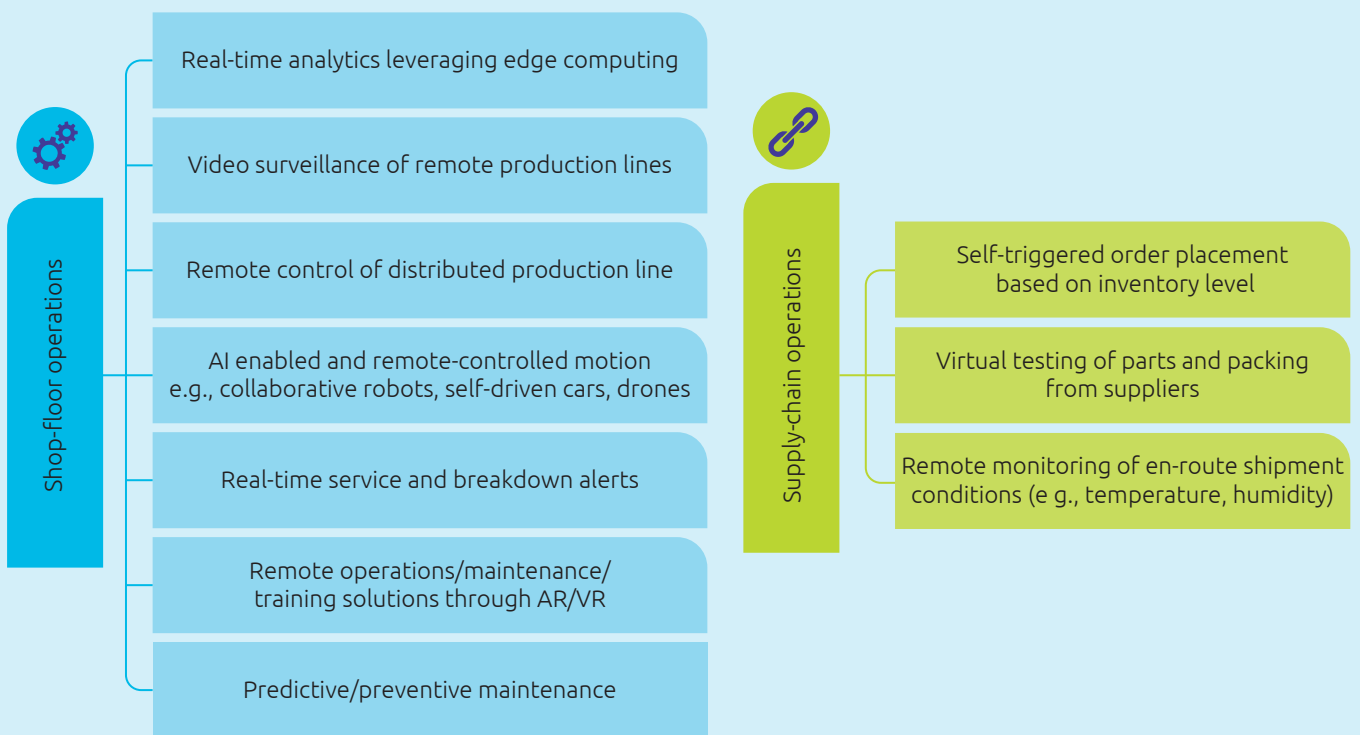 Shop-floor operations
Real-time analytics leveraging edge computing
Video surveillance of remote production lines
Remote control of distributed production line
AI enabled and remote-controlled motion
e.g., collaborative robots, self-driven cars, drones
Real-time service and breakdown alerts
Remote operations/maintenance/
training solutions through AR/VR
Predictive/preventive maintenance
Supply-chain operations
Self-triggered order placement
based on inventory level
Virtual testing of parts and packing
from suppliers
Remote monitoring of en-route shipment
conditions (e g., temperature, humidity)